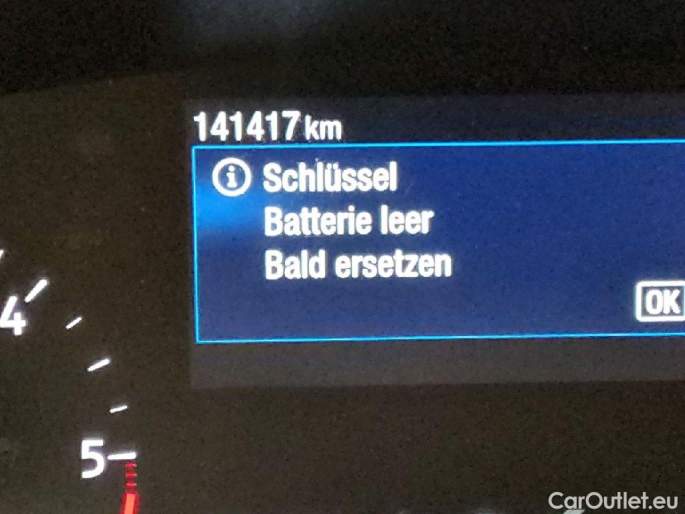 141417 km
Schlüssel
Batterie leer
Bald ersetzen
OK
4
5
CarOutlet.eu